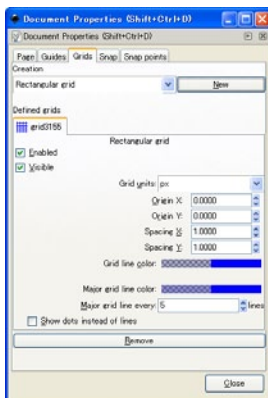 Document Properties (Shift+Ctrl+D)
Document Properties (Shift+Ctrl+D)
Page Guides Grids Snap Snap points
Creation
Rectangular grid New
Defined grids
grid3155
Rectangular grid
Enabled
Visible
Grid units: px
Origin X: 0.0000
Origin Y: 0.0000
Spacing X: 1.0000
Spacing Y: 1.0000
Grid line color:
Major grid line color:
Major grid line every: 5 lines
Show dots instead of lines
Remove
Close